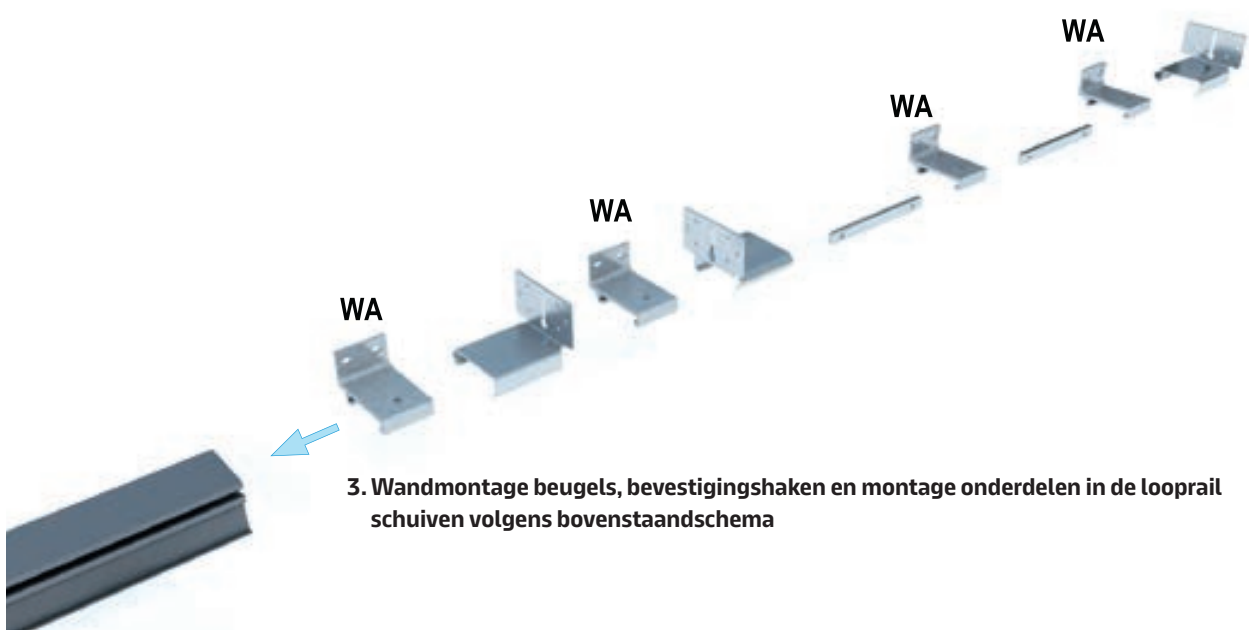 WA
WA
WA
WA
3. Wandmontage beugels, bevestigingshaken en montage onderdelen in de looprail
schuiven volgens bovenstaandschema